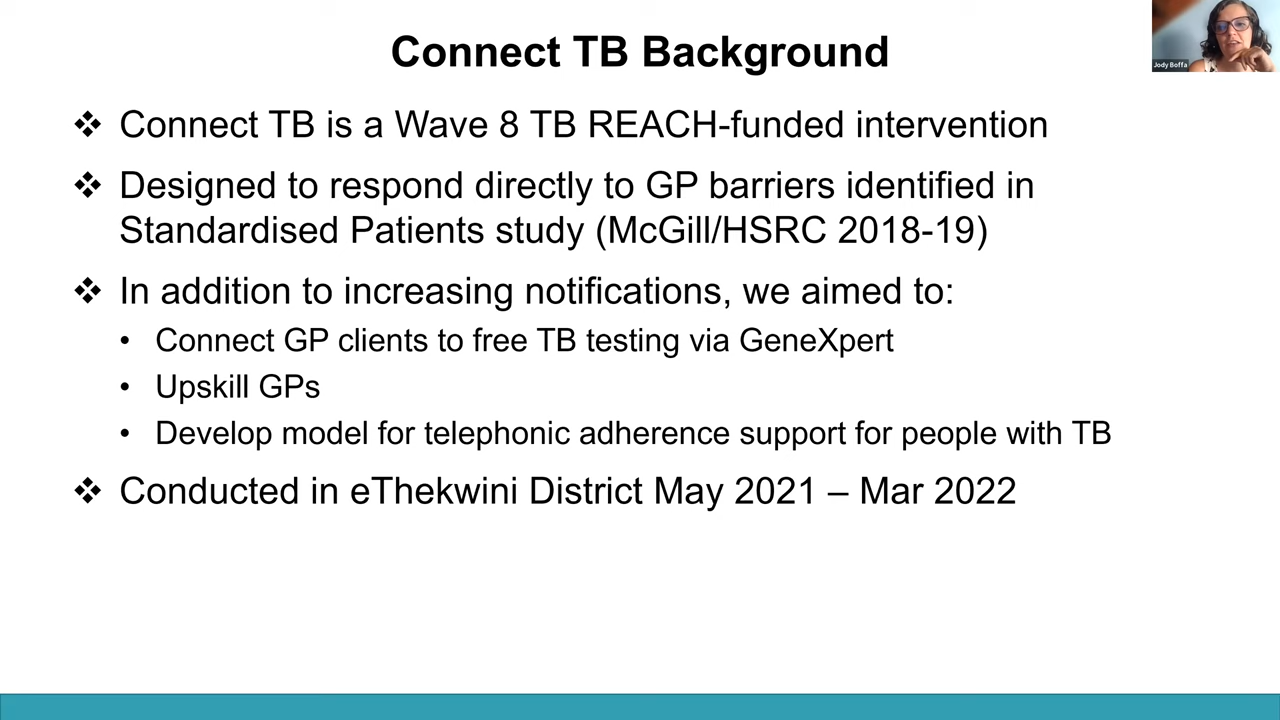 Connect TB Background
Jody Boffa
❖ Connect TB is a Wave 8 TB REACH-funded intervention
❖ Designed to respond directly to GP barriers identified in
Standardised Patients study (McGill/HSRC 2018-19)
❖ In addition to increasing notifications, we aimed to:
• Connect GP clients to free TB testing via GeneXpert
• Upskill GPs
• Develop model for telephonic adherence support for people with TB
❖ Conducted in eThekwini District May 2021 – Mar 2022